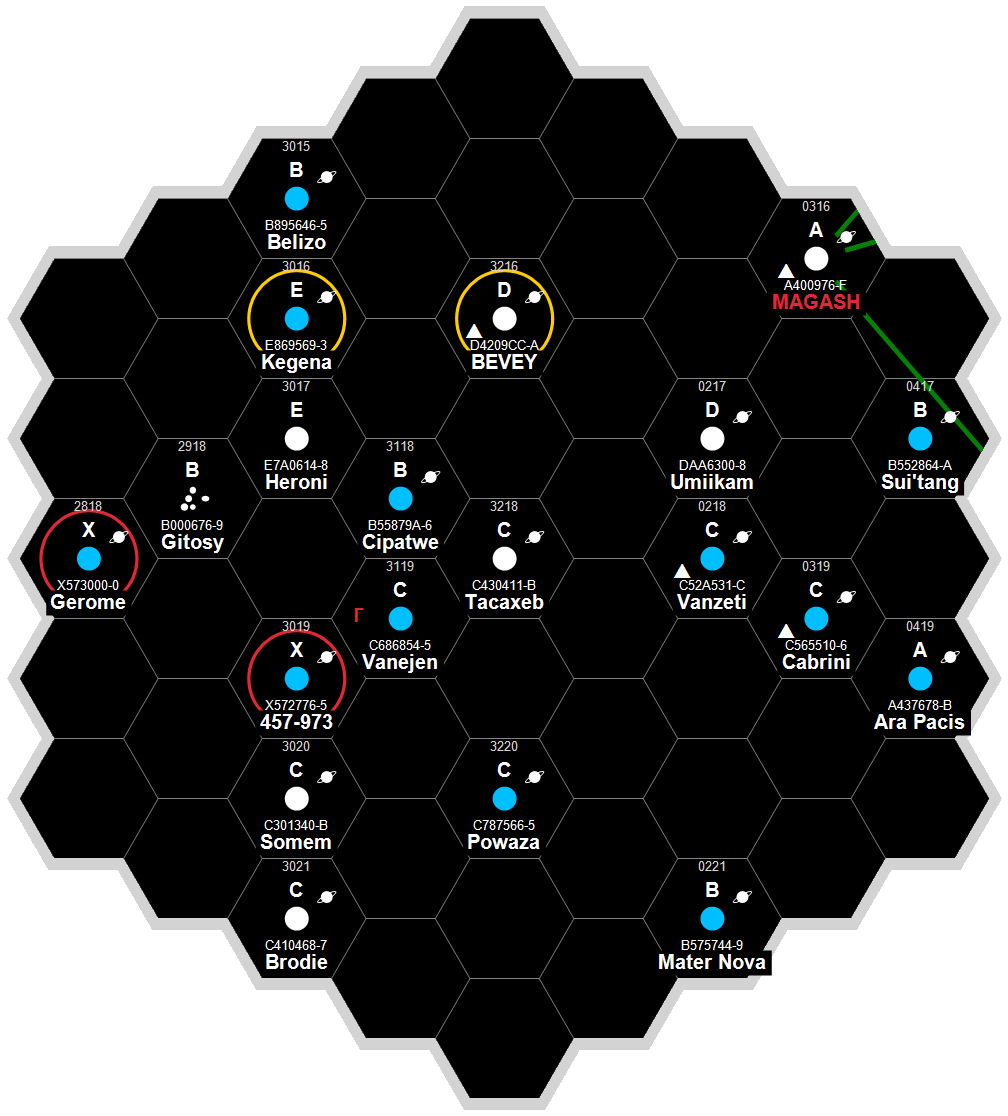 3015
B
B895646-5
Belizo
0316
A
A400976-F
MAGASH
3016
E
E869569-3
Kegena
3216
D
D4209CC-A
BEVEY
3017
E
E7A0614-8
Heroni
0217
D
DAA6300-8
Umiikam
0417
B
B552864-A
Sui'tang
2918
B
B000676-9
Gitosy
3118
B
B55879A-6
Cipatwe
2818
X
X573000-0
Gerome
3218
C
C430411-B
Tacaxeb
0218
C
C52A531-C
Vanzeti
3119
C
Γ
C686854-5
Vanejen
0319
C
C565510-6
Cabrini
3019
X
X572776-5
457-973
0419
A
A437678-B
Ara Pacis
3020
C
C301340-B
Somem
3220
C
C787566-5
Powaza
3021
C
C410468-7
Brodie
0221
B
B575744-9
Mater Nova